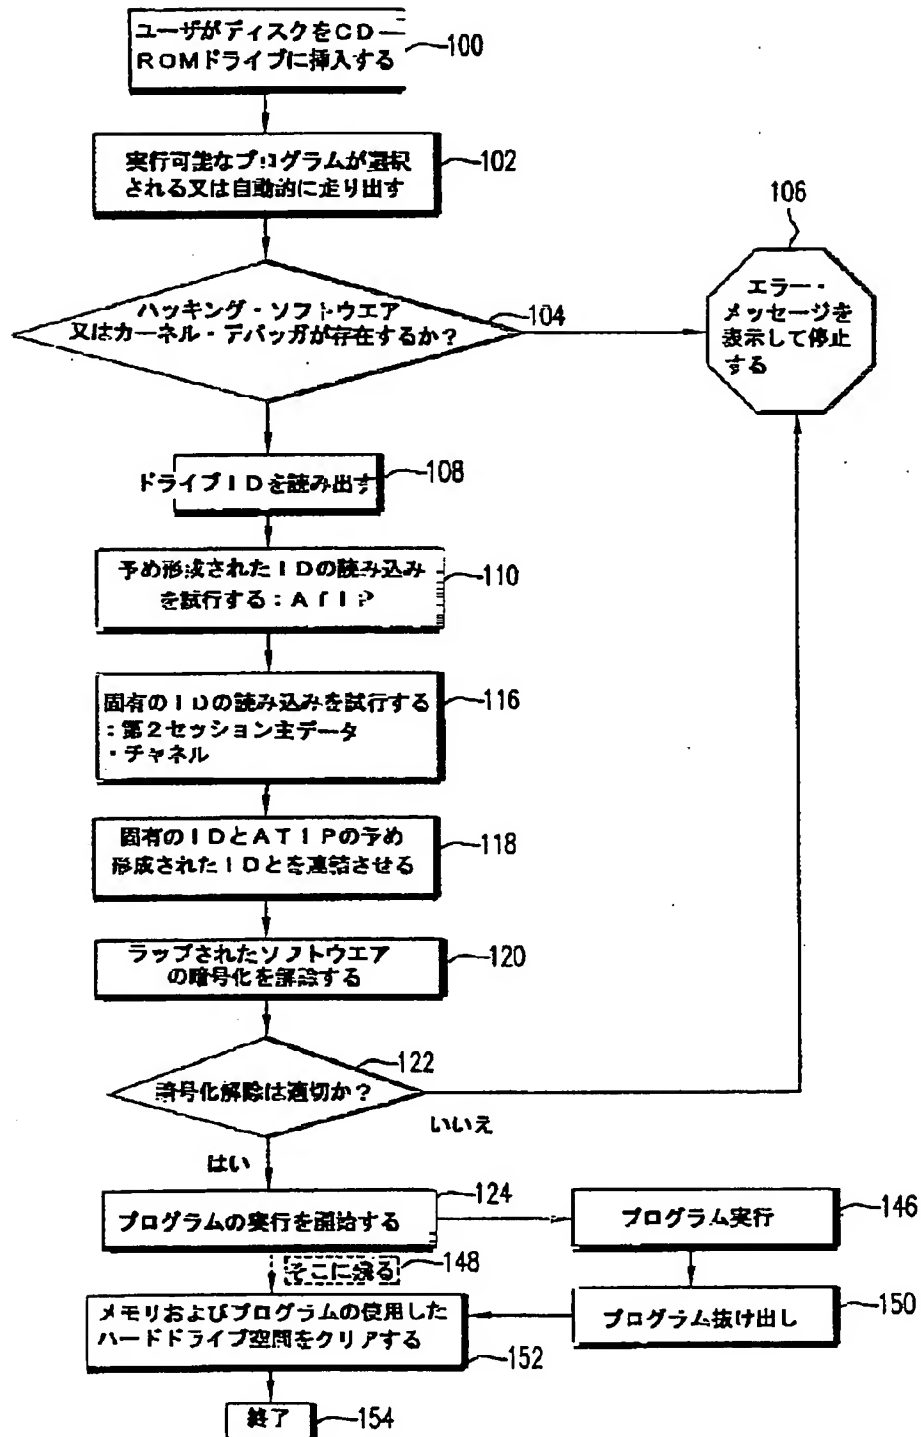 ユーザがディスクをCD—
ROMドライブに挿入する
100
実行可能なプログラムが選択
される又は自動的に走り出す
102
106
ハッキング・ソフトウエア
又はカーネル・デバッガが存在するか？
104
エラー・
メッセージを
表示して停止
する
ドライブIDを読み出す
108
予め形成されたIDの読み込み
を試行する：ATIP
110
固有のIDの読み込みを試行する
：第2セッション主データ
・チャネル
116
固有のIDとATIPの予め
形成されたIDとを連結させる
118
ラップされたソフトウエア
の暗号化を解除する
120
暗号化解除は適切か？
122
いいえ
はい
プログラムの実行を開始する
124
プログラム実行
146
そこに残る
148
メモリおよびプログラムの使用した
ハードドライブ空間をクリアする
152
プログラム抜け出し
150
終了
154